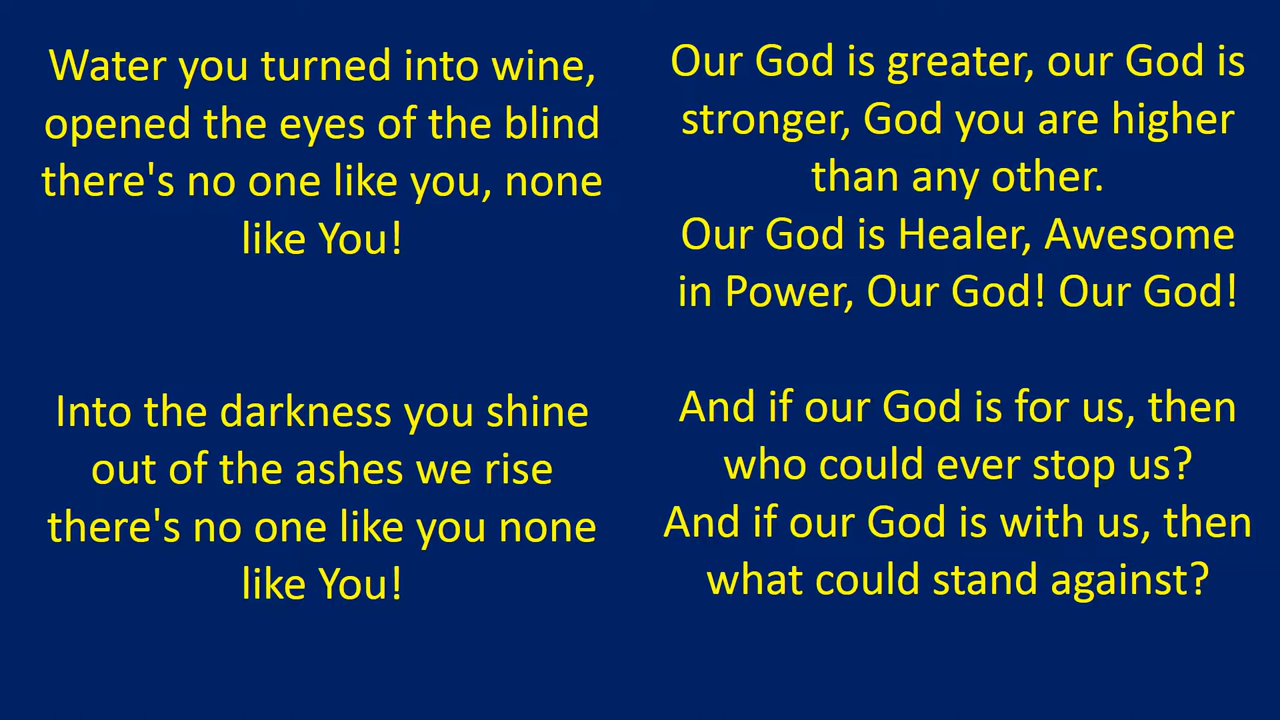 Water you turned into wine,
opened the eyes of the blind
there's no one like you, none
like You!
Into the darkness you shine
out of the ashes we rise
there's no one like you none
like You!
Our God is greater, our God is
stronger, God you are higher
than any other.
Our God is Healer, Awesome
in Power, Our God! Our God!
And if our God is for us, then
who could ever stop us?
And if our God is with us, then
what could stand against?